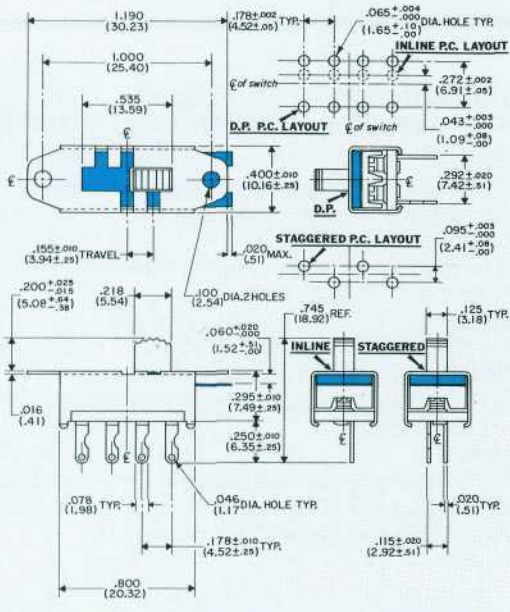 1.190
(30.23)
.178±.002 TYP.
(4.52±.05)
.065 +.004 -.000 DIA. HOLE TYP.
(1.65 +.10 -.00)
INLINE P.C. LAYOUT
1.000
(25.40)
.535
(13.59)
℄ of switch
.272±.002
(6.91±.05)
.043 +.003 -.000
(1.09 +.08 -.00)
D.P. P.C. LAYOUT
℄ of switch
℄
℄
.400±.010
(10.16±.25)
℄
.292±.020
(7.42±.51)
D.P.
.095 +.003 -.000
(2.41 +.08 -.00)
STAGGERED P.C. LAYOUT
.155±.010 TRAVEL
(3.94±.25)
.020 MAX.
(.51)
.200 +.025 -.015
(5.08 +.64 -.38)
.218
(5.54)
.100 DIA. 2 HOLES
(2.54)
.745 REF.
(18.92)
.125 TYP.
(3.18)
.060 +.020 -.000
(1.52 +.51 -.00)
INLINE
STAGGERED
.016
(.41)
.295±.010
(7.49±.25)
℄
℄
℄
.250±.010
(6.35±.25)
.078 TYP.
(1.98)
.046 DIA. HOLE TYP.
(1.17
.020 TYP.
(.51)
.178±.010 TYP.
(4.52±.25)
.115±.020
(2.92±.51)
.800
(20.32)